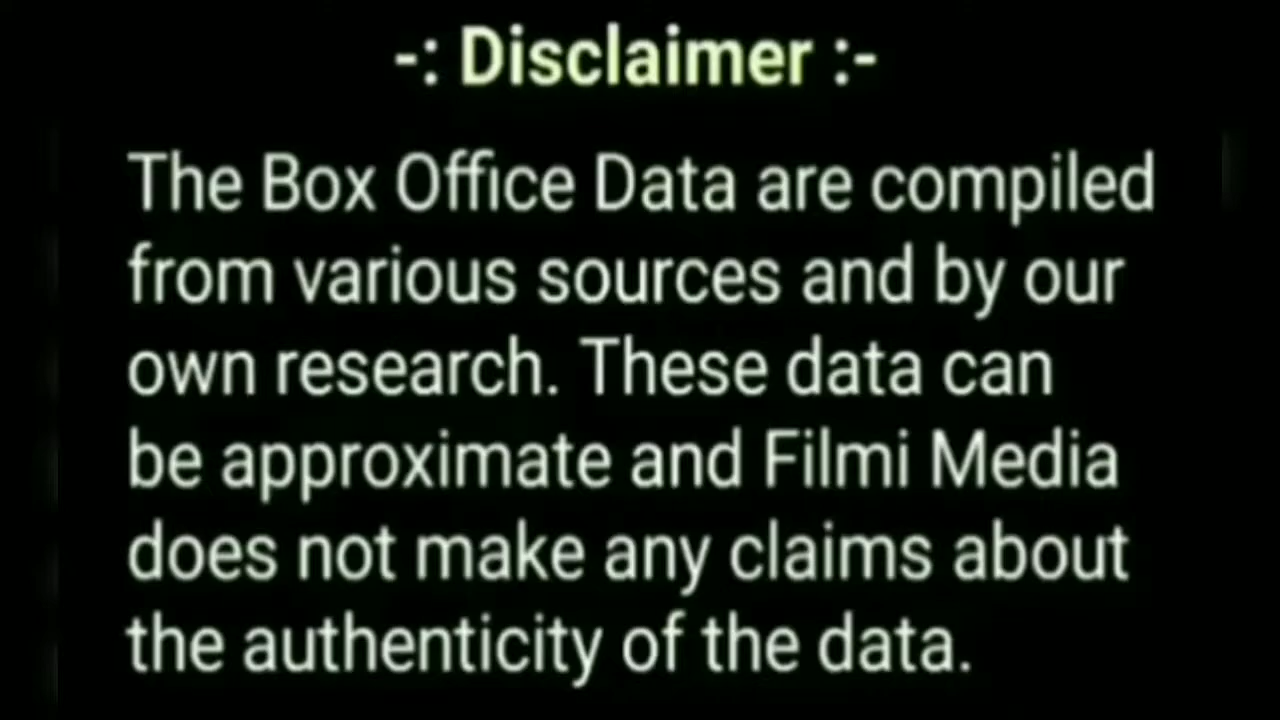 -: Disclaimer :-
The Box Office Data are compiled
from various sources and by our
own research. These data can
be approximate and Filmi Media
does not make any claims about
the authenticity of the data.